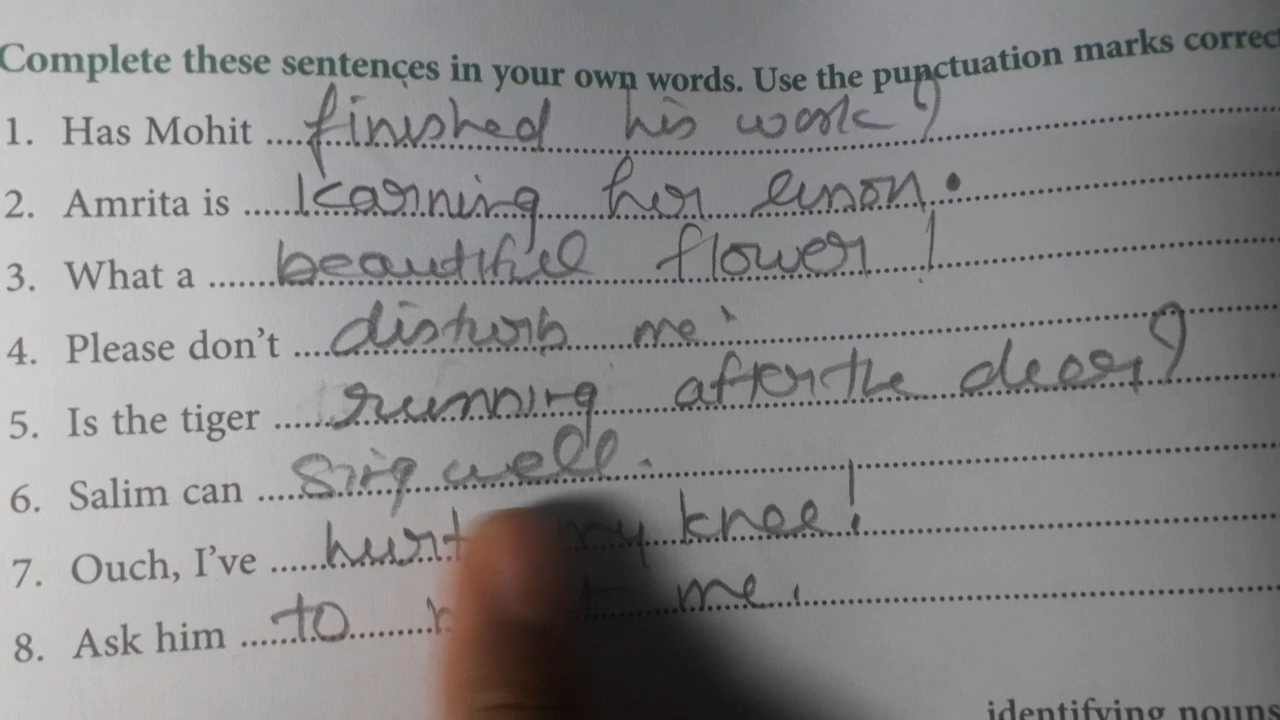 Complete these sentences in your own words. Use the punctuation marks correc
1. Has Mohit finished his work?
2. Amrita is learning her lesson.
3. What a beautiful flower!
4. Please don't disturb me.
5. Is the tiger running after the deer?
6. Salim can sing well.
7. Ouch, I've hurt my knee!
8. Ask him to me.
identifying nouns